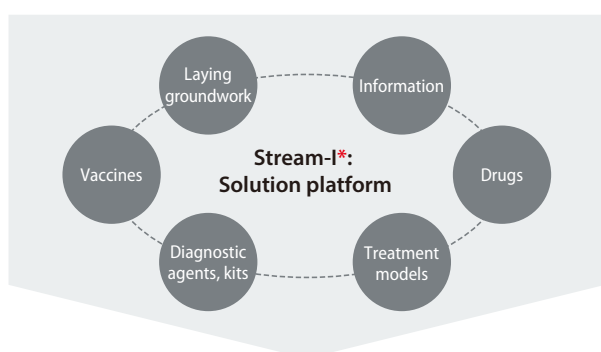 Laying
groundwork
Information
Vaccines
Stream-I*:
Solution platform
Drugs
Diagnostic
agents, kits
Treatment
models